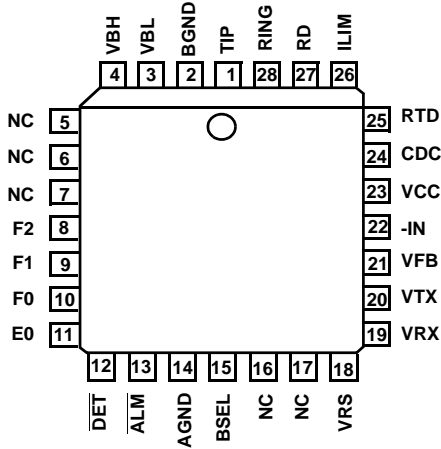 VBH
VBL
BGND
TIP
RING
RD
ILIM
4
3
2
1
28
27
26
NC 5
NC 6
NC 7
F2 8
F1 9
F0 10
E0 11
25 RTD
24 CDC
23 VCC
22 -IN
21 VFB
20 VTX
19 VRX
12
13
14
15
16
17
18
DET
ALM
AGND
BSEL
NC
NC
VRS